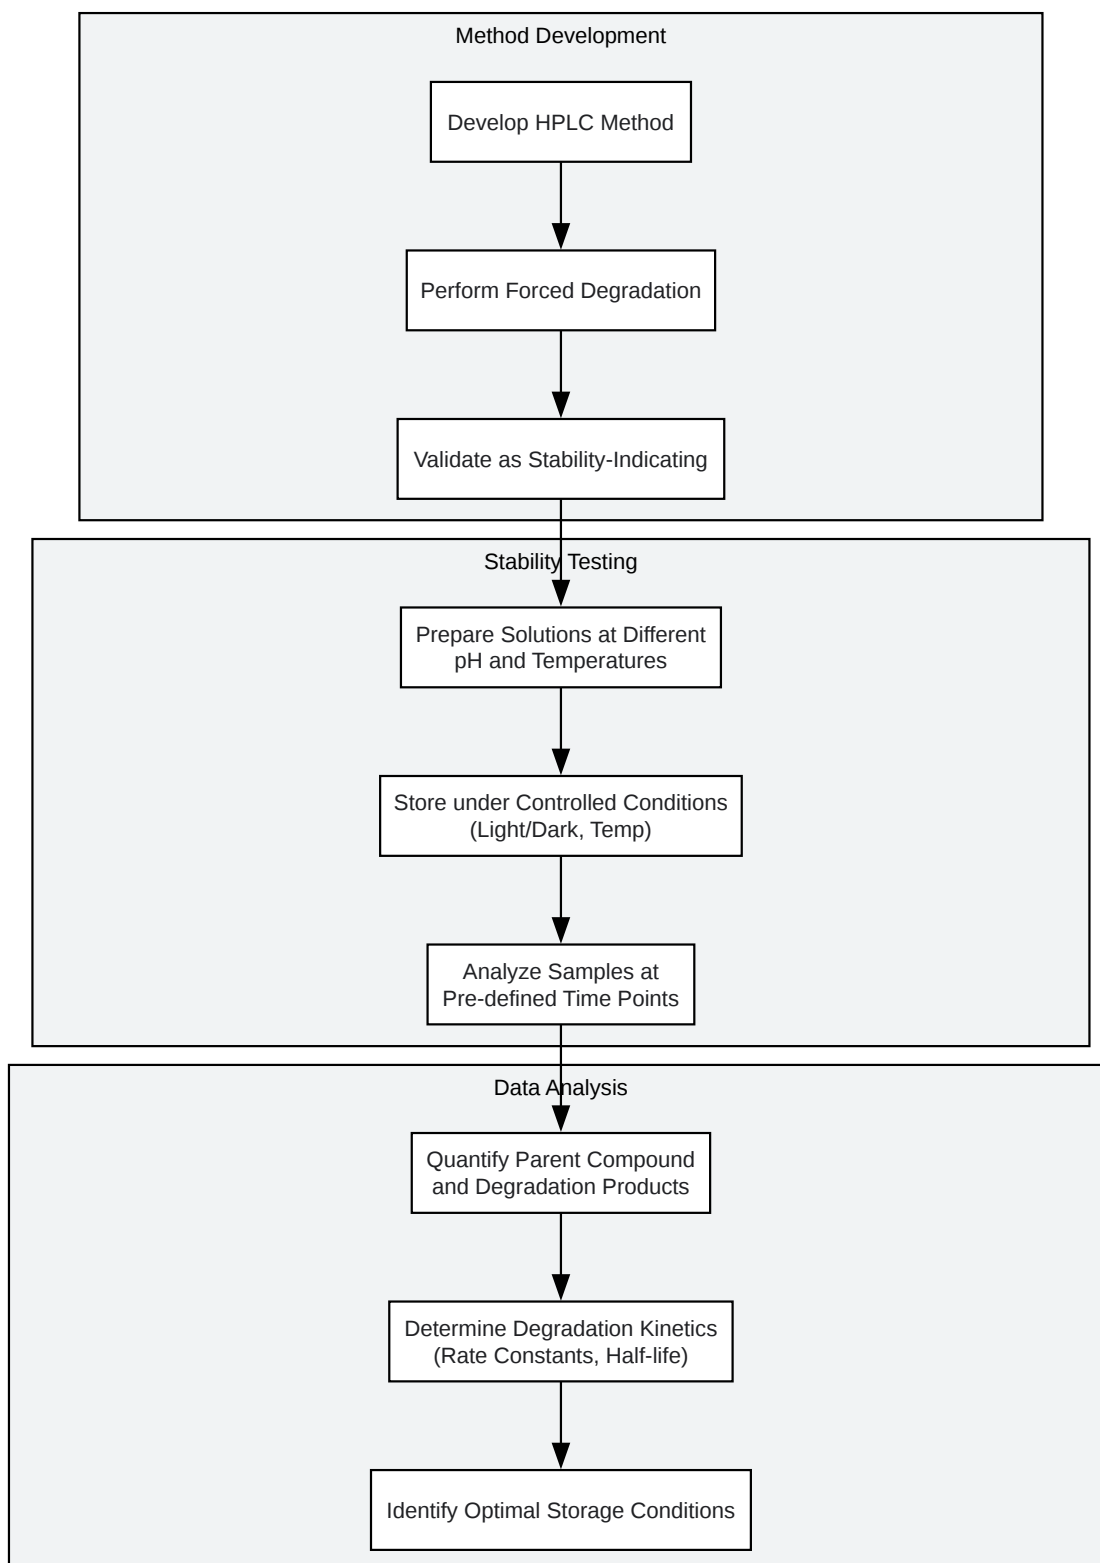 Method Development
Develop HPLC Method
Perform Forced Degradation
Validate as Stability-Indicating
Stability Testing
Prepare Solutions at Different
pH and Temperatures
Store under Controlled Conditions
(Light/Dark, Temp)
Analyze Samples at
Pre-defined Time Points
Data Analysis
Quantify Parent Compound
and Degradation Products
Determine Degradation Kinetics
(Rate Constants, Half-life)
Identify Optimal Storage Conditions